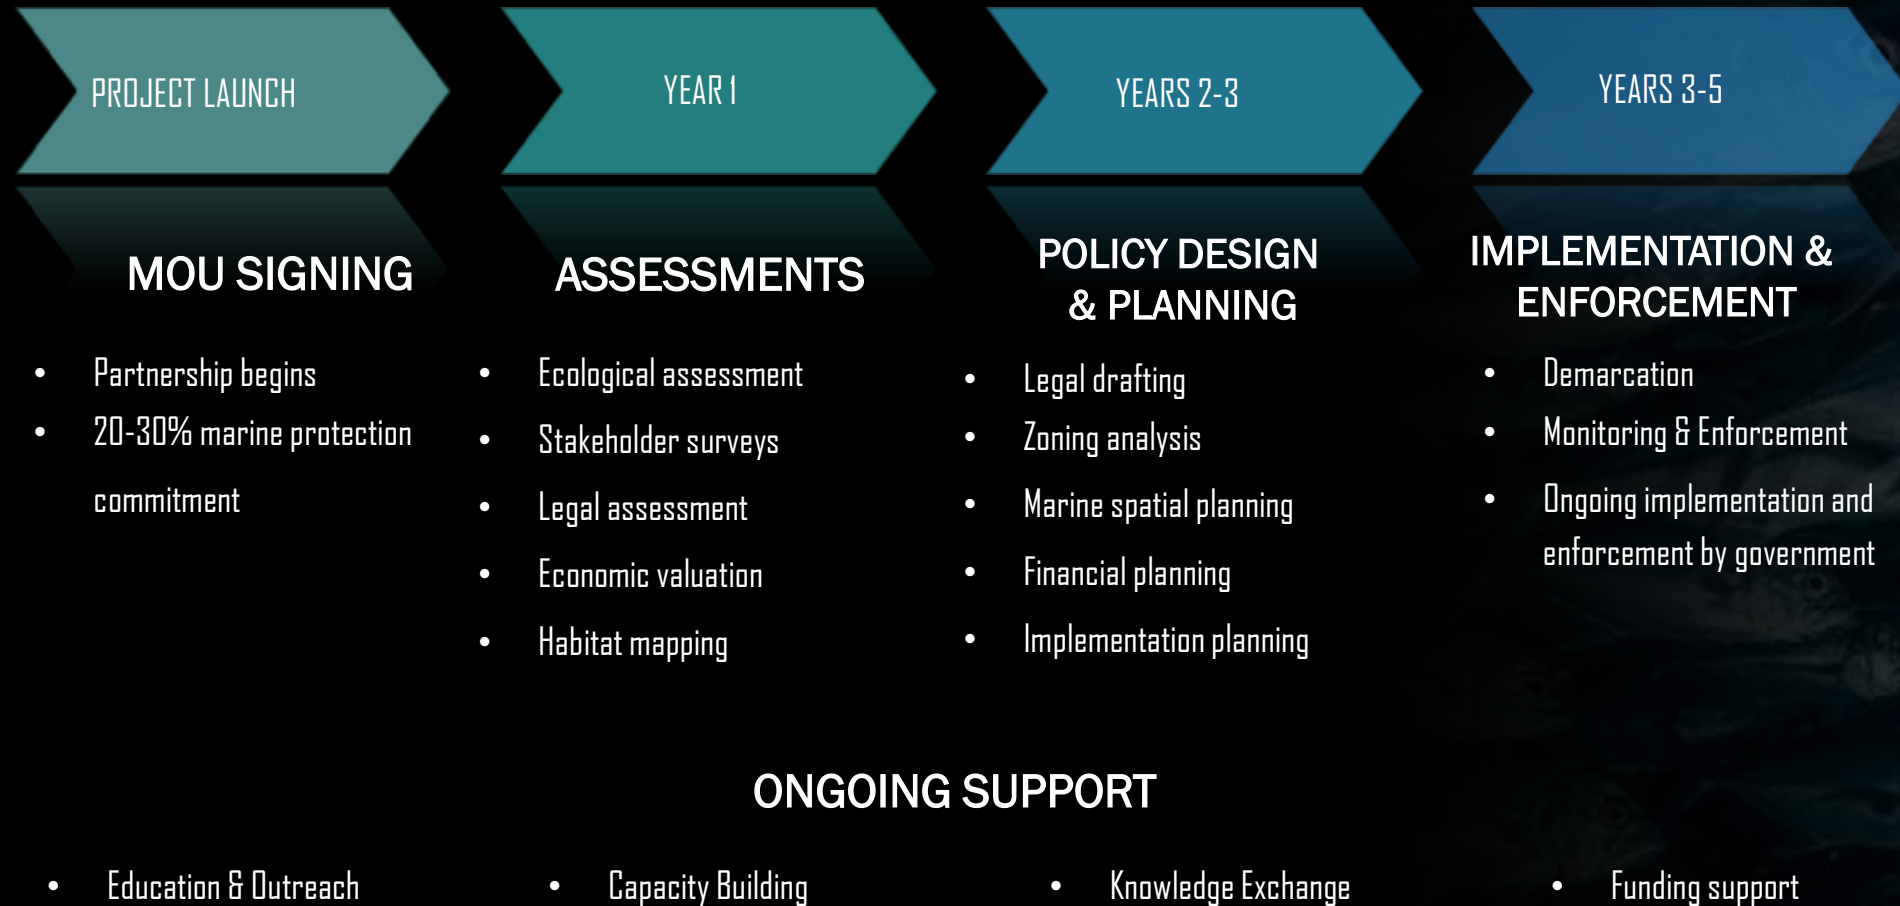 PROJECT LAUNCH
YEAR 1
YEARS 2-3
YEARS 3-5
MOU SIGNING
• Partnership begins
• 20-30% marine protection
commitment
ASSESSMENTS
• Ecological assessment
• Stakeholder surveys
• Legal assessment
• Economic valuation
• Habitat mapping
POLICY DESIGN
& PLANNING
• Legal drafting
• Zoning analysis
• Marine spatial planning
• Financial planning
• Implementation planning
IMPLEMENTATION &
ENFORCEMENT
• Demarcation
• Monitoring & Enforcement
• Ongoing implementation and
enforcement by government
ONGOING SUPPORT
• Education & Outreach
• Capacity Building
• Knowledge Exchange
• Funding support